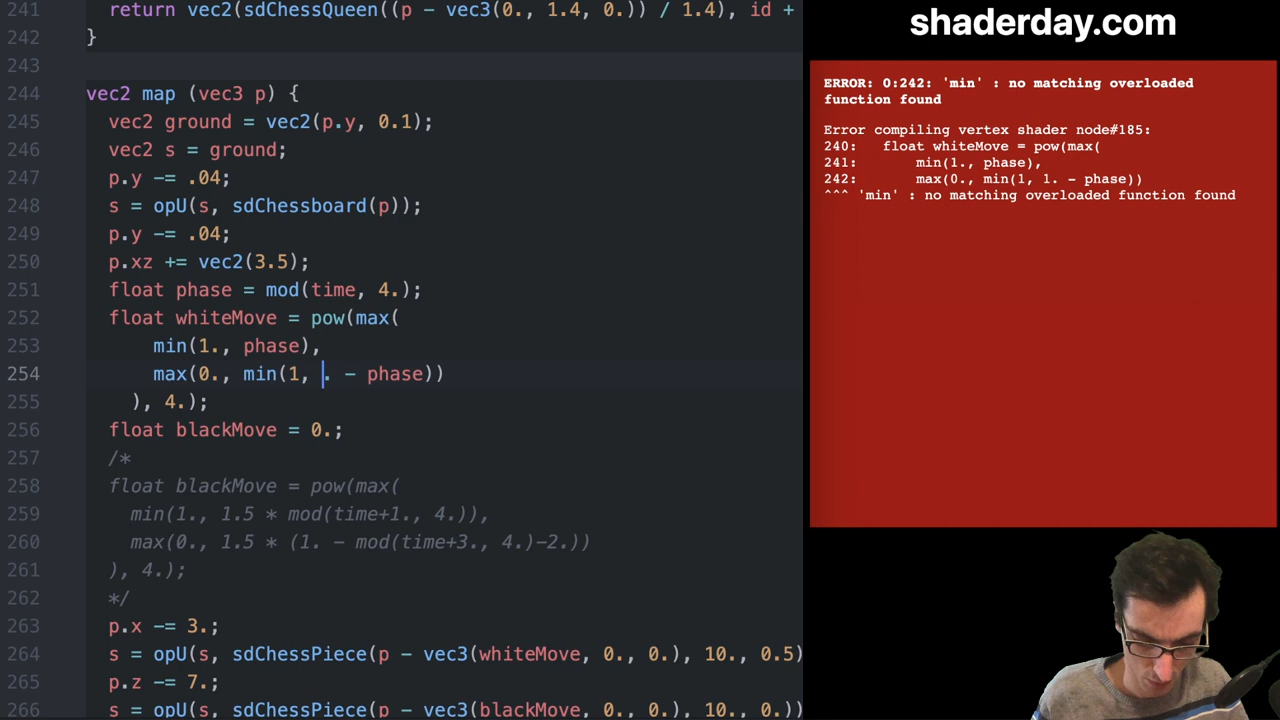 241 return vec2(sdChessQueen((p - vec3(0., 1.4, 0.)) / 1.4), id +
242 }
243
244 vec2 map (vec3 p) {
245 vec2 ground = vec2(p.y, 0.1);
246 vec2 s = ground;
247 p.y -= .04;
248 s = opU(s, sdChessboard(p));
249 p.y -= .04;
250 p.xz += vec2(3.5);
251 float phase = mod(time, 4.);
252 float whiteMove = pow(max(
253 min(1., phase),
254 max(0., min(1, . - phase))
255 ), 4.);
256 float blackMove = 0.;
257 /*
258 float blackMove = pow(max(
259 min(1., 1.5 * mod(time+1., 4.)),
260 max(0., 1.5 * (1. - mod(time+3., 4.)-2.))
261 ), 4.);
262 */
263 p.x -= 3.;
264 s = opU(s, sdChessPiece(p - vec3(whiteMove, 0., 0.), 10., 0.5)
265 p.z -= 7.;
266 s = opU(s, sdChessPiece(p - vec3(blackMove, 0., 0.), 10., 0.))
shaderday.com
ERROR: 0:242: 'min' : no matching overloaded
function found
Error compiling vertex shader node#185:
240: float whiteMove = pow(max(
241: min(1., phase),
242: max(0., min(1, 1. - phase))
^^^ 'min' : no matching overloaded function found